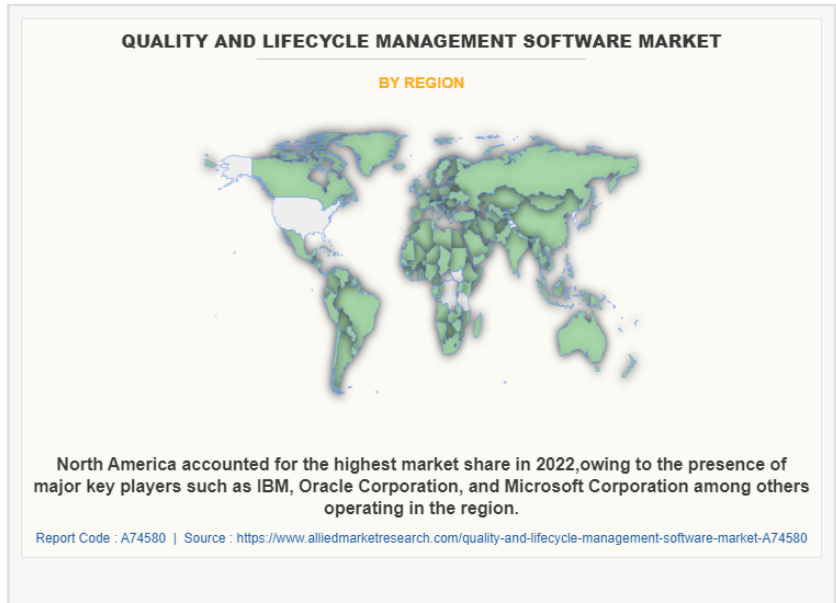 QUALITY AND LIFECYCLE MANAGEMENT SOFTWARE MARKET
BY REGION
North America accounted for the highest market share in 2022,owing to the presence of
major key players such as IBM, Oracle Corporation, and Microsoft Corporation among others
operating in the region.
Report Code : A74580 | Source : https://www.alliedmarketresearch.com/quality-and-lifecycle-management-software-market-A74580